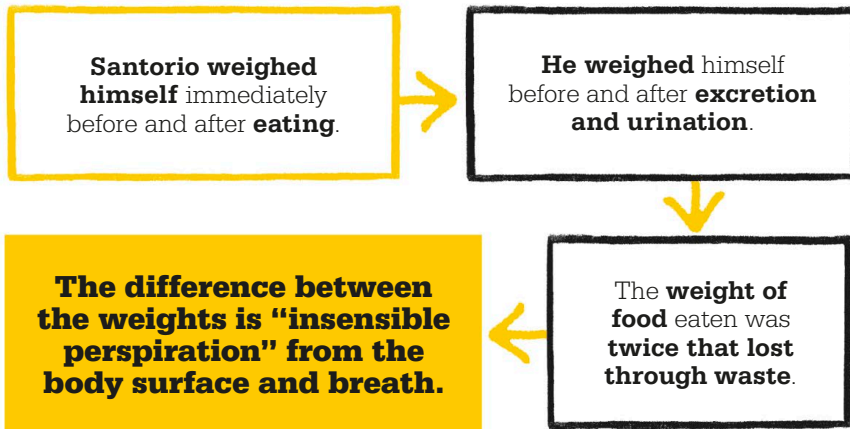 Santorio weighed
himself immediately
before and after eating.
He weighed himself
before and after excretion
and urination.
The weight of
food eaten was
twice that lost
through waste.
The difference between
the weights is “insensible
perspiration” from the
body surface and breath.